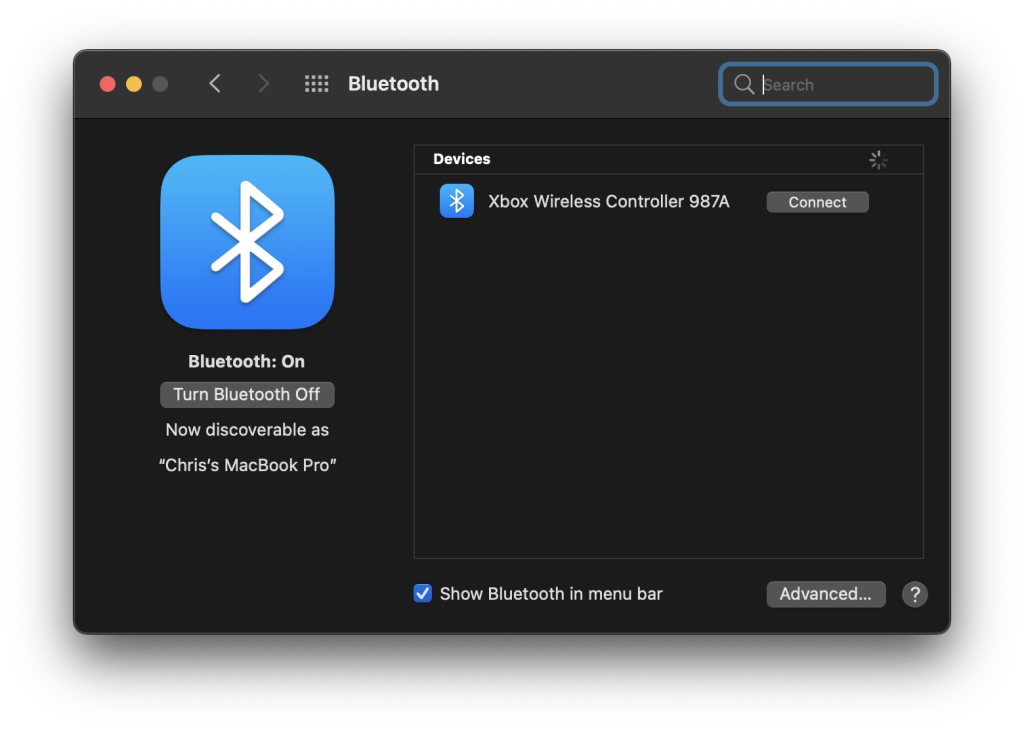 Bluetooth
Search
Devices
Xbox Wireless Controller 987A
Connect
Bluetooth: On
Turn Bluetooth Off
Now discoverable as
“Chris’s MacBook Pro”
Show Bluetooth in menu bar
Advanced...
?